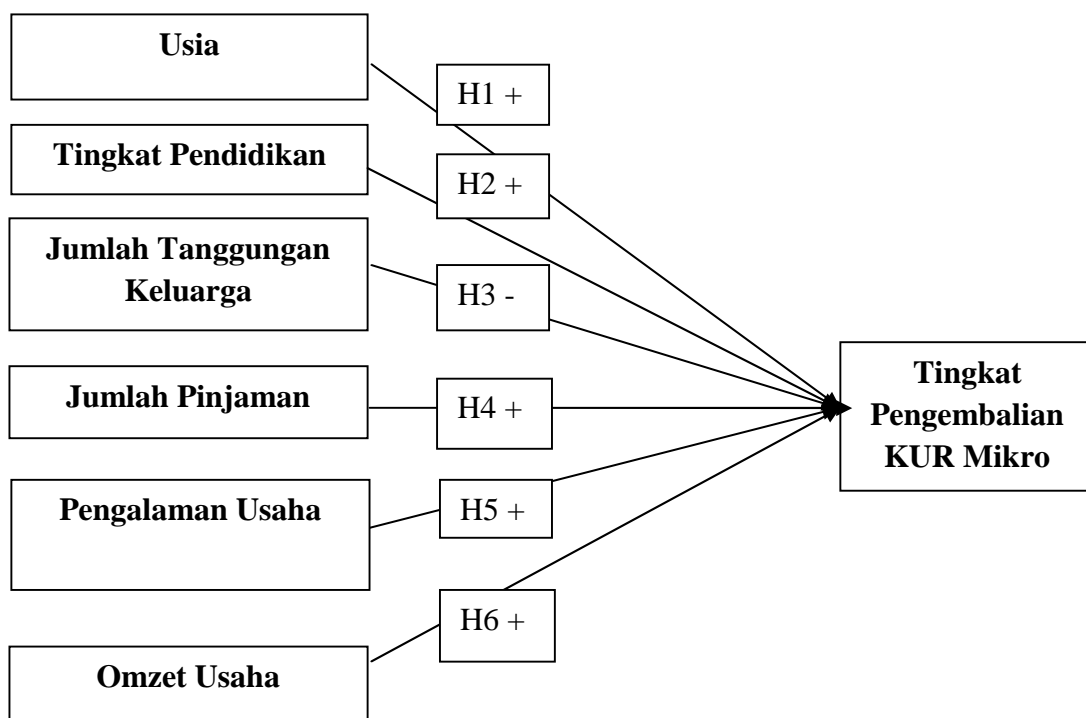 Usia
H1 +
Tingkat Pendidikan
H2 +
Jumlah Tanggungan
Keluarga
H3 -
Jumlah Pinjaman
H4 +
Pengalaman Usaha
H5 +
Omzet Usaha
H6 +
Tingkat
Pengembalian
KUR Mikro